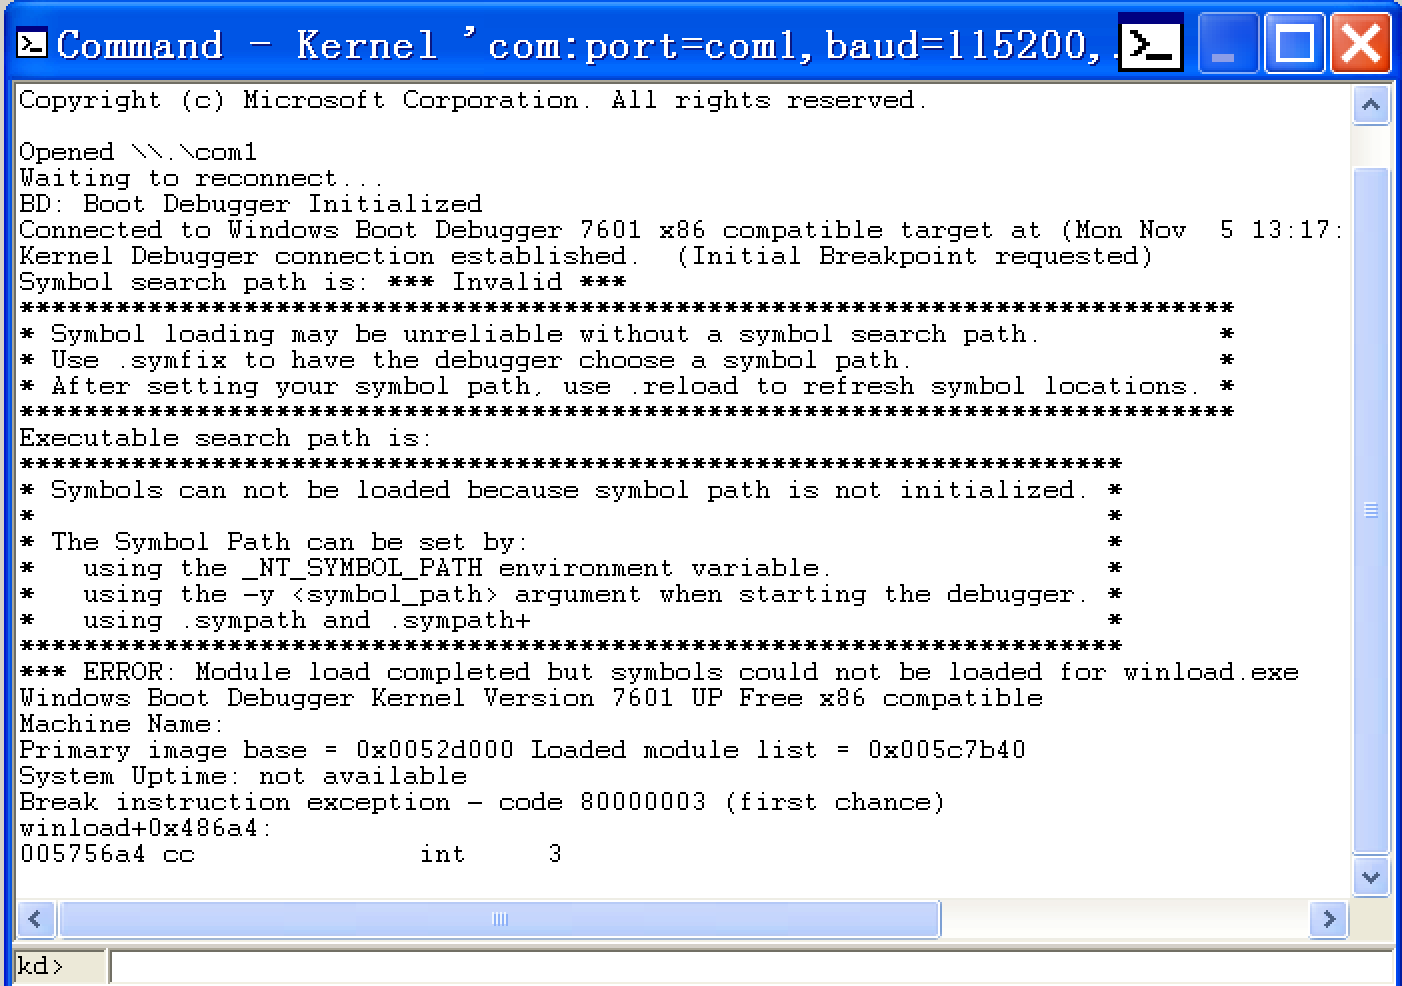 Command - Kernel 'com:port=com1,baud=115200,.
Copyright (c) Microsoft Corporation. All rights reserved.
Opened \\.\com1
Waiting to reconnect...
BD: Boot Debugger Initialized
Connected to Windows Boot Debugger 7601 x86 compatible target at (Mon Nov  5 13:17:
Kernel Debugger connection established.  (Initial Breakpoint requested)
Symbol search path is: *** Invalid ***
****************************************************************************
* Symbol loading may be unreliable without a symbol search path.           *
* Use .symfix to have the debugger choose a symbol path.                   *
* After setting your symbol path, use .reload to refresh symbol locations. *
****************************************************************************
Executable search path is:
*********************************************************************
* Symbols can not be loaded because symbol path is not initialized. *
*                                                                   *
* The Symbol Path can be set by:                                    *
*   using the _NT_SYMBOL_PATH environment variable.                 *
*   using the -y <symbol_path> argument when starting the debugger. *
*   using .sympath and .sympath+                                    *
*********************************************************************
*** ERROR: Module load completed but symbols could not be loaded for winload.exe
Windows Boot Debugger Kernel Version 7601 UP Free x86 compatible
Machine Name:
Primary image base = 0x0052d000 Loaded module list = 0x005c7b40
System Uptime: not available
Break instruction exception - code 80000003 (first chance)
winload+0x486a4:
005756a4 cc              int     3
kd>